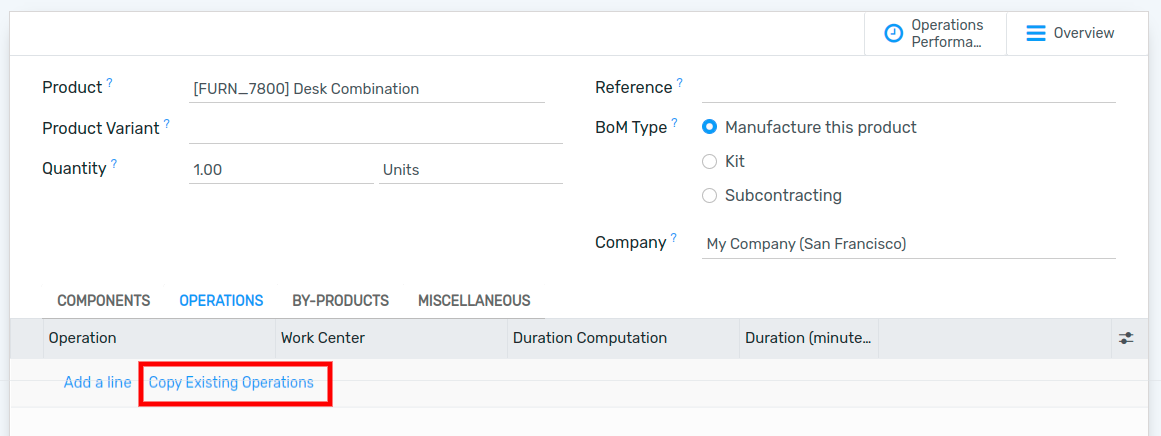 Operations
Performa...
Overview
Product ?
[FURN_7800] Desk Combination
Product Variant ?
Quantity ?
1.00
Units
Reference ?
BoM Type ?
Manufacture this product
Kit
Subcontracting
Company ?
My Company (San Francisco)
COMPONENTS OPERATIONS BY-PRODUCTS MISCELLANEOUS
Operation Work Center Duration Computation Duration (minute...
Add a line Copy Existing Operations